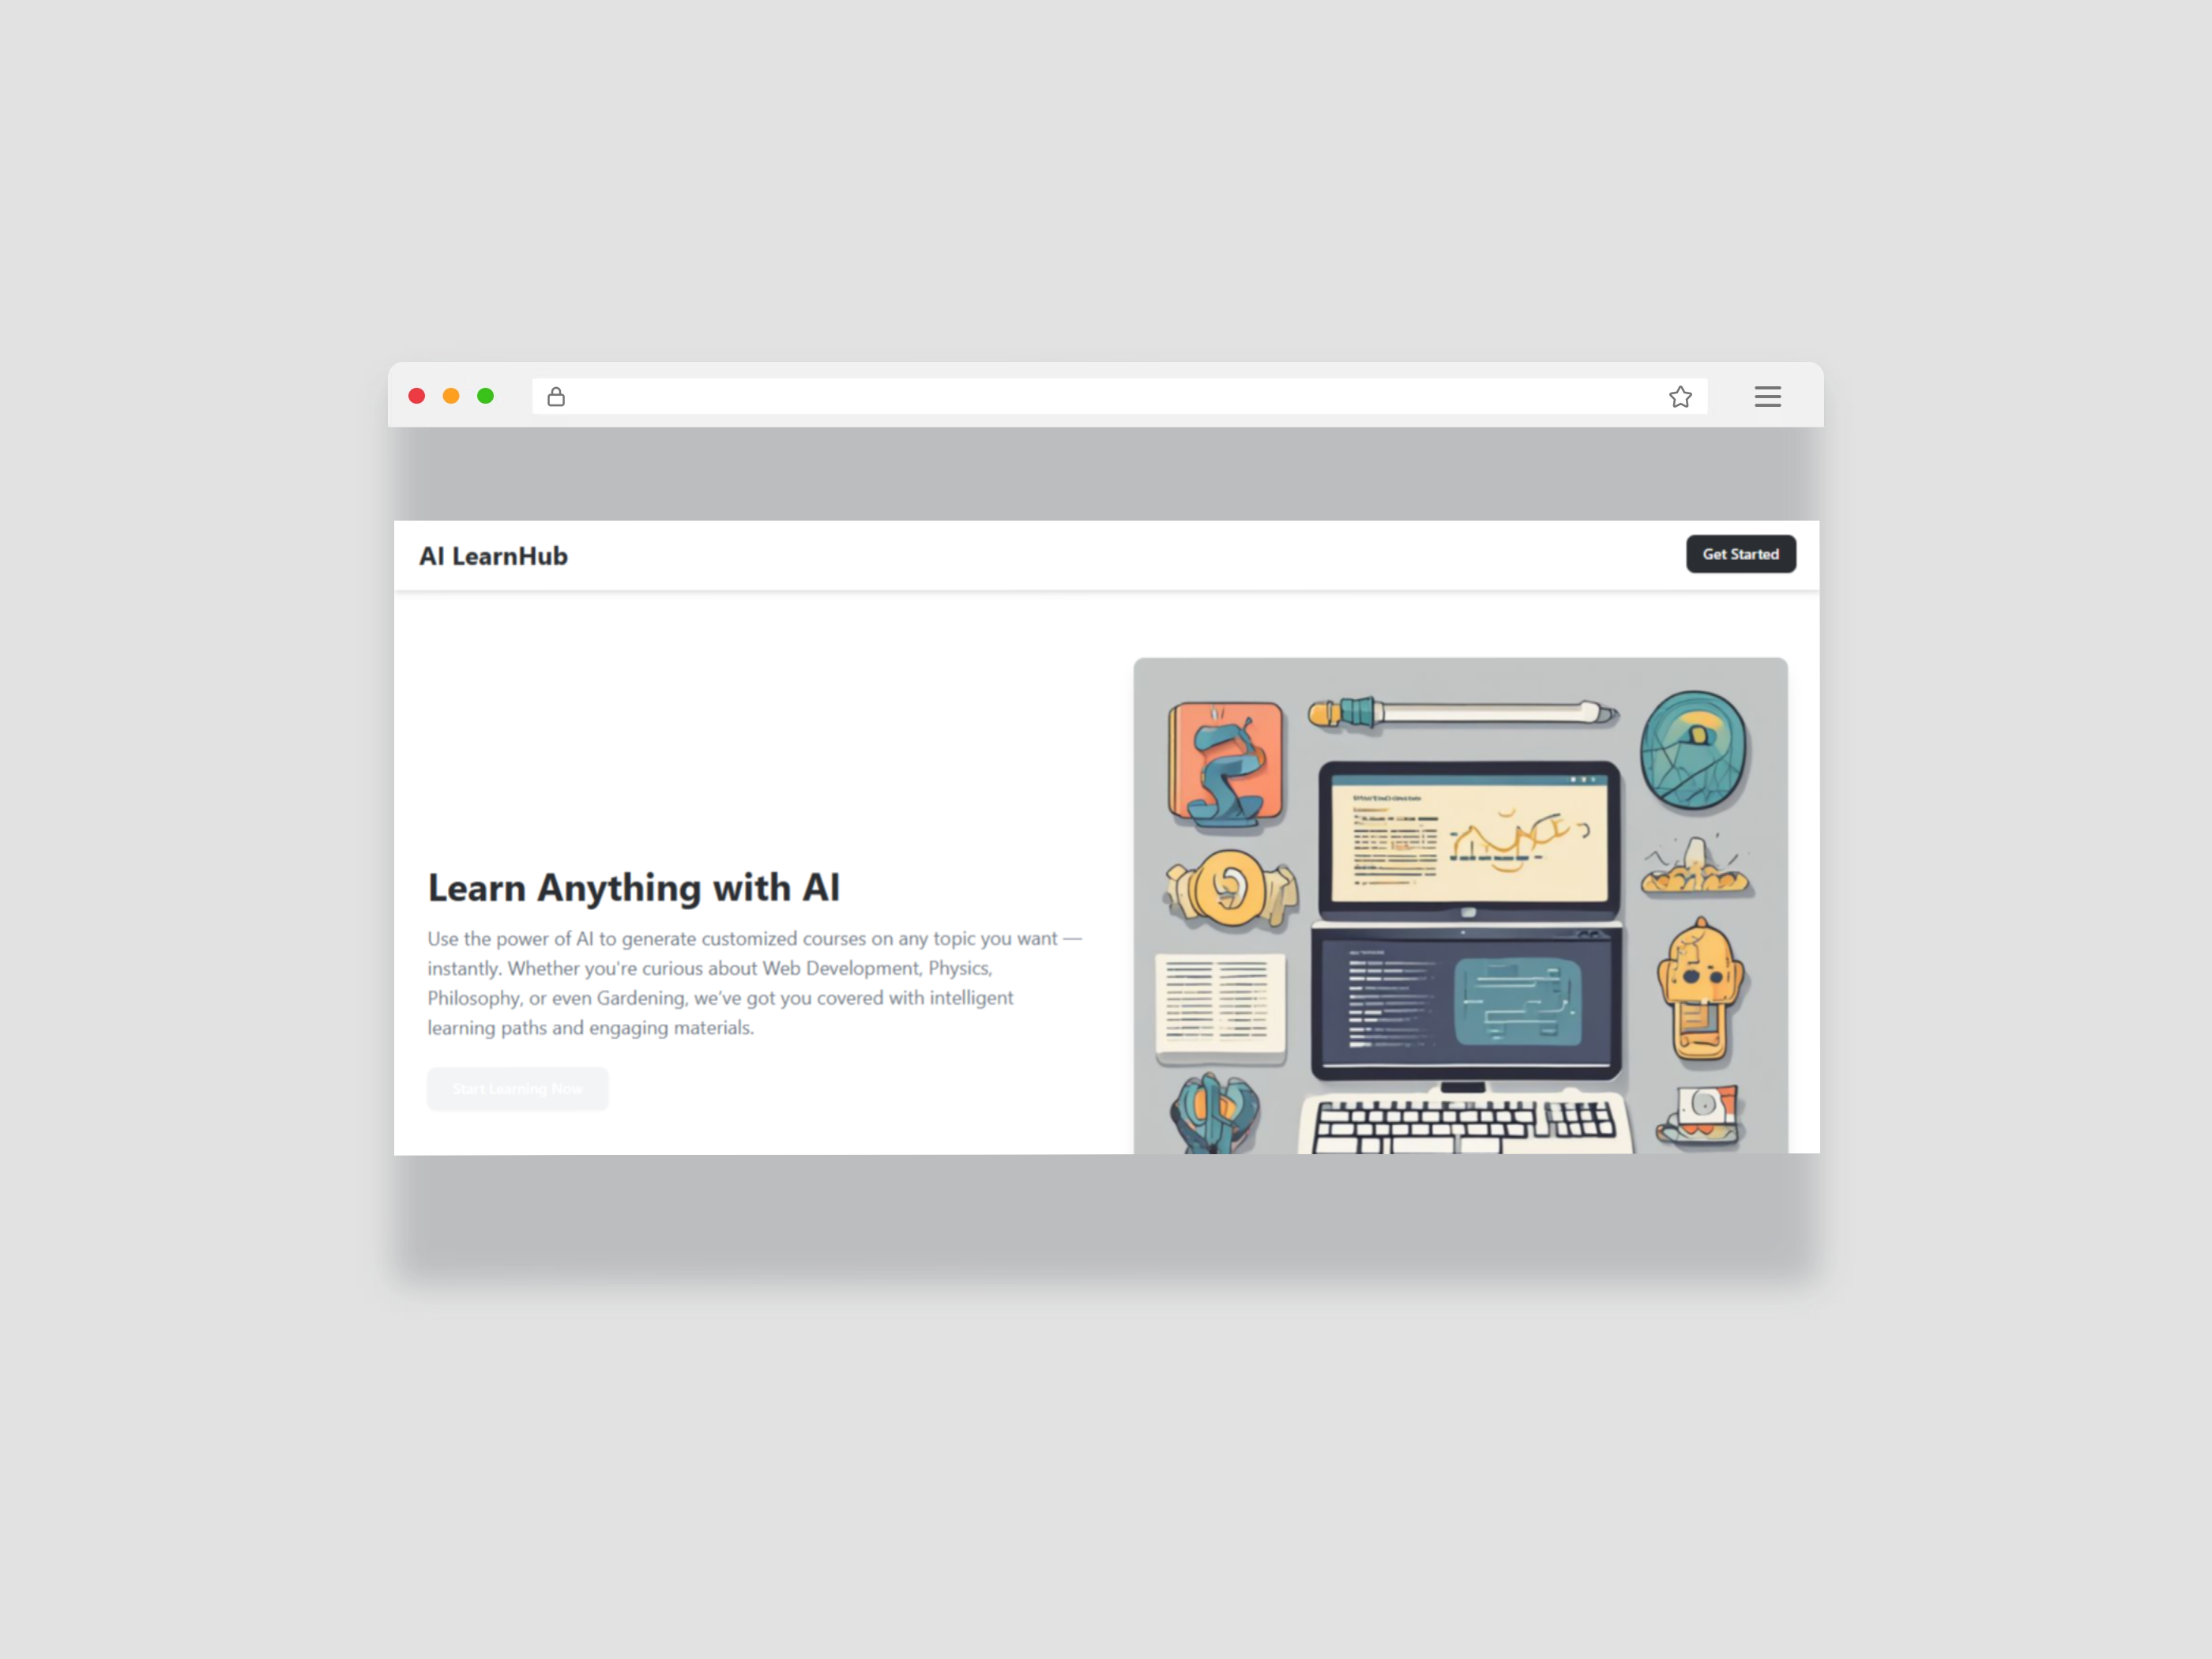 AI LearnHub
Get Started
Learn Anything with AI
Use the power of AI to generate customized courses on any topic you want —
instantly. Whether you're curious about Web Development, Physics,
Philosophy, or even Gardening, we've got you covered with intelligent
learning paths and engaging materials.
Start Learning Now